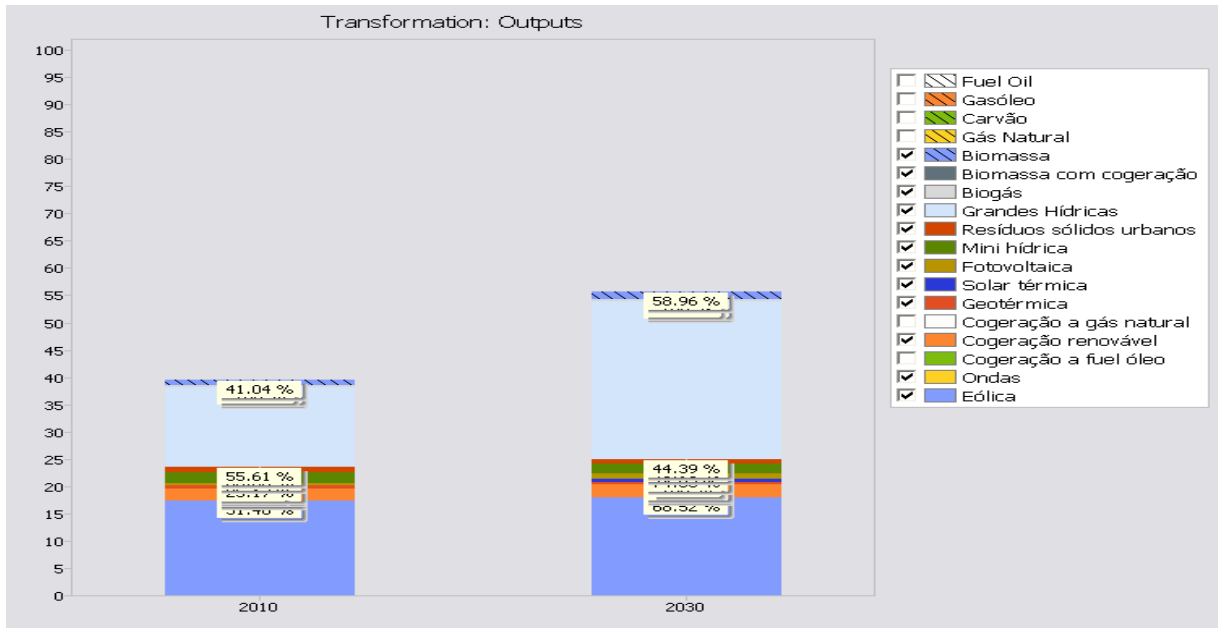 Transformation: Outputs
100
95
90
85
80
75
70
65
60
55
50
45
40
35
30
25
20
15
10
5
0
41.04 %
55.61 %
58.96 %
44.39 %
2010
2030
Fuel Oil
Gasóleo
Carvão
Gás Natural
Biomassa
Biomassa com cogeração
Biogás
Grandes Hídricas
Resíduos sólidos urbanos
Mini hídrica
Fotovoltaica
Solar térmica
Geotérmica
Cogeração a gás natural
Cogeração renovável
Cogeração a fuel óleo
Ondas
Eólica